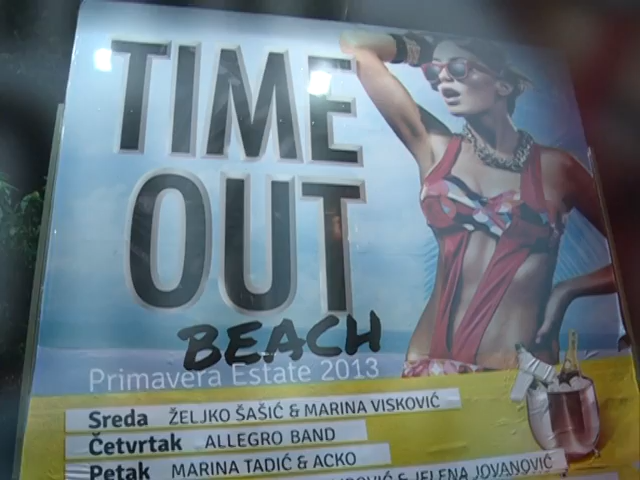 TIME
OUT
BEACH
Primavera Estate 2013
Sreda ŽELJKO ŠAŠIĆ & MARINA VISKOVIĆ
Četvrtak ALLEGRO BAND
Petak MARINA TADIĆ & ACKO
& JELENA JOVANOVIĆ